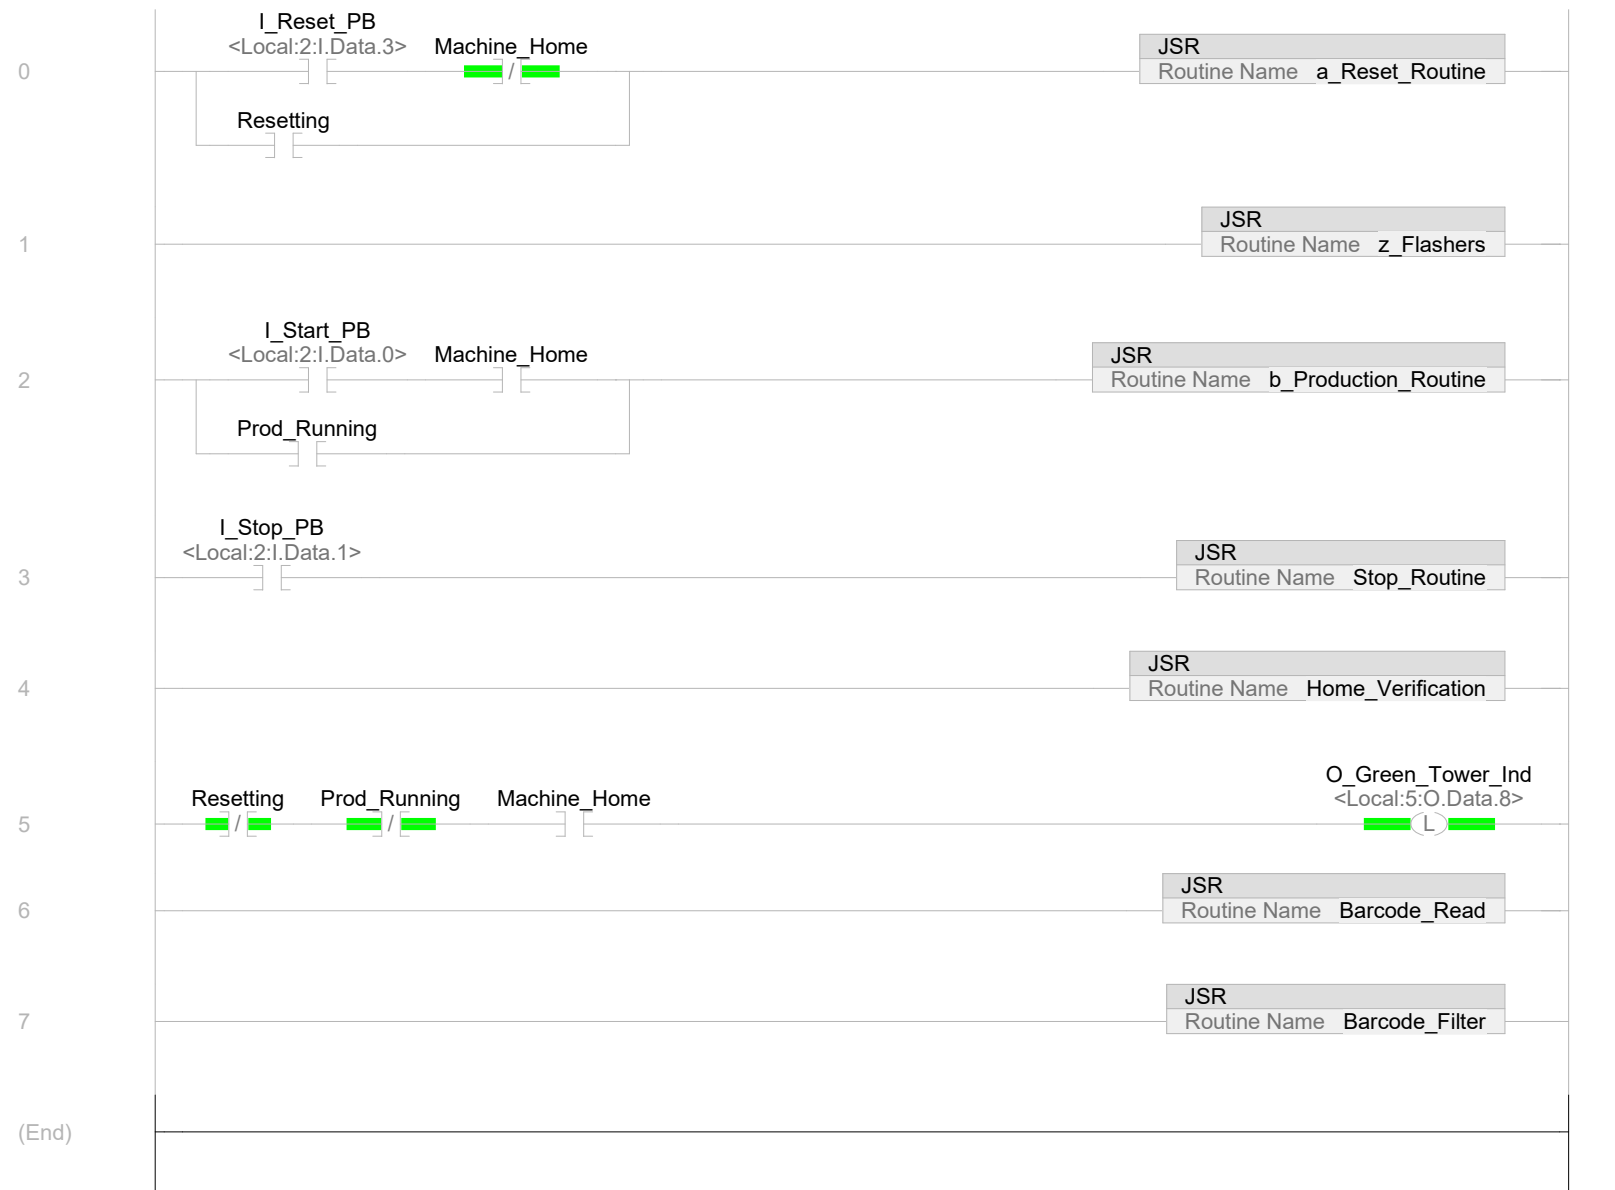 I_Reset_PB
<Local:2:I.Data.3> Machine_Home
JSR
0
/
Routine Name a_Reset_Routine
Resetting
JSR
1
Routine Name z_Flashers
I_Start_PB
<Local:2:I.Data.0> Machine_Home
JSR
2
Routine Name b_Production_Routine
Prod_Running
I_Stop_PB
<Local:2:I.Data.1>
JSR
3
Routine Name Stop_Routine
JSR
4
Routine Name Home_Verification
O_Green_Tower_Ind
Resetting Prod_Running Machine_Home <Local:5:O.Data.8>
5
/ / L
JSR
6
Routine Name Barcode_Read
JSR
7
Routine Name Barcode_Filter
(End)